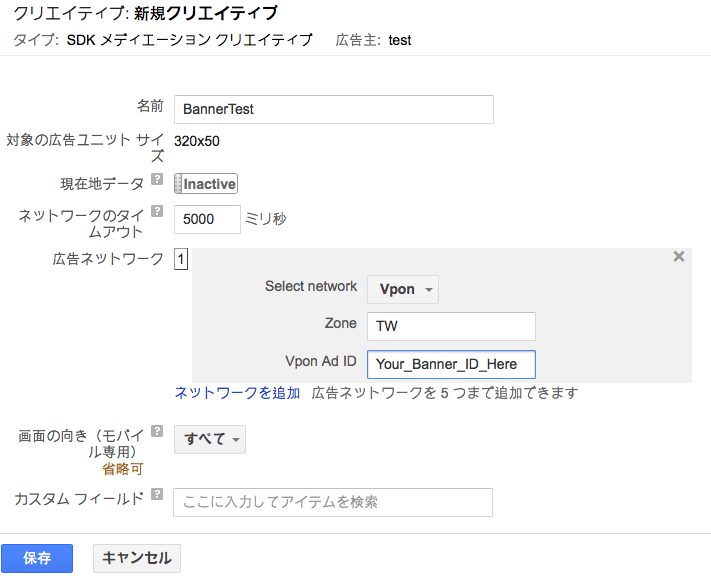 クリエイティブ: 新規クリエイティブ
タイプ: SDK メディエーション クリエイティブ 広告主: test
名前 BannerTest
対象の広告ユニット サイズ 320x50
現在地データ ? Inactive
ネットワークのタイムアウト ? 5000 ミリ秒
広告ネットワーク 1
Select network Vpon
Zone TW
Vpon Ad ID Your_Banner_ID_Here
ネットワークを追加 広告ネットワークを 5 つまで追加できます
画面の向き（モバイル専用） ? すべて
省略可
カスタム フィールド ? ここに入力してアイテムを検索
保存 キャンセル